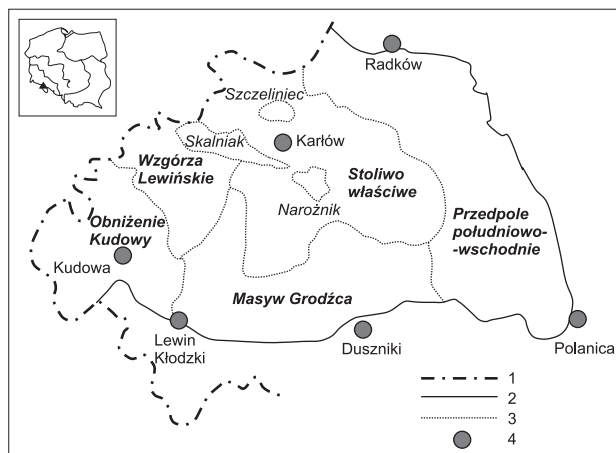 Radków
Szczeliniec
Skalniak
Karłów
Wzgórza
Lewińskie
Stoliwo
właściwe
Narożnik
Przedpole
południowo-
-wschodnie
Obniżenie
Kudowy
Kudowa
Masyw Grodźca
Lewin
Kłodzki
Duszniki
Polanica
1
2
3
4